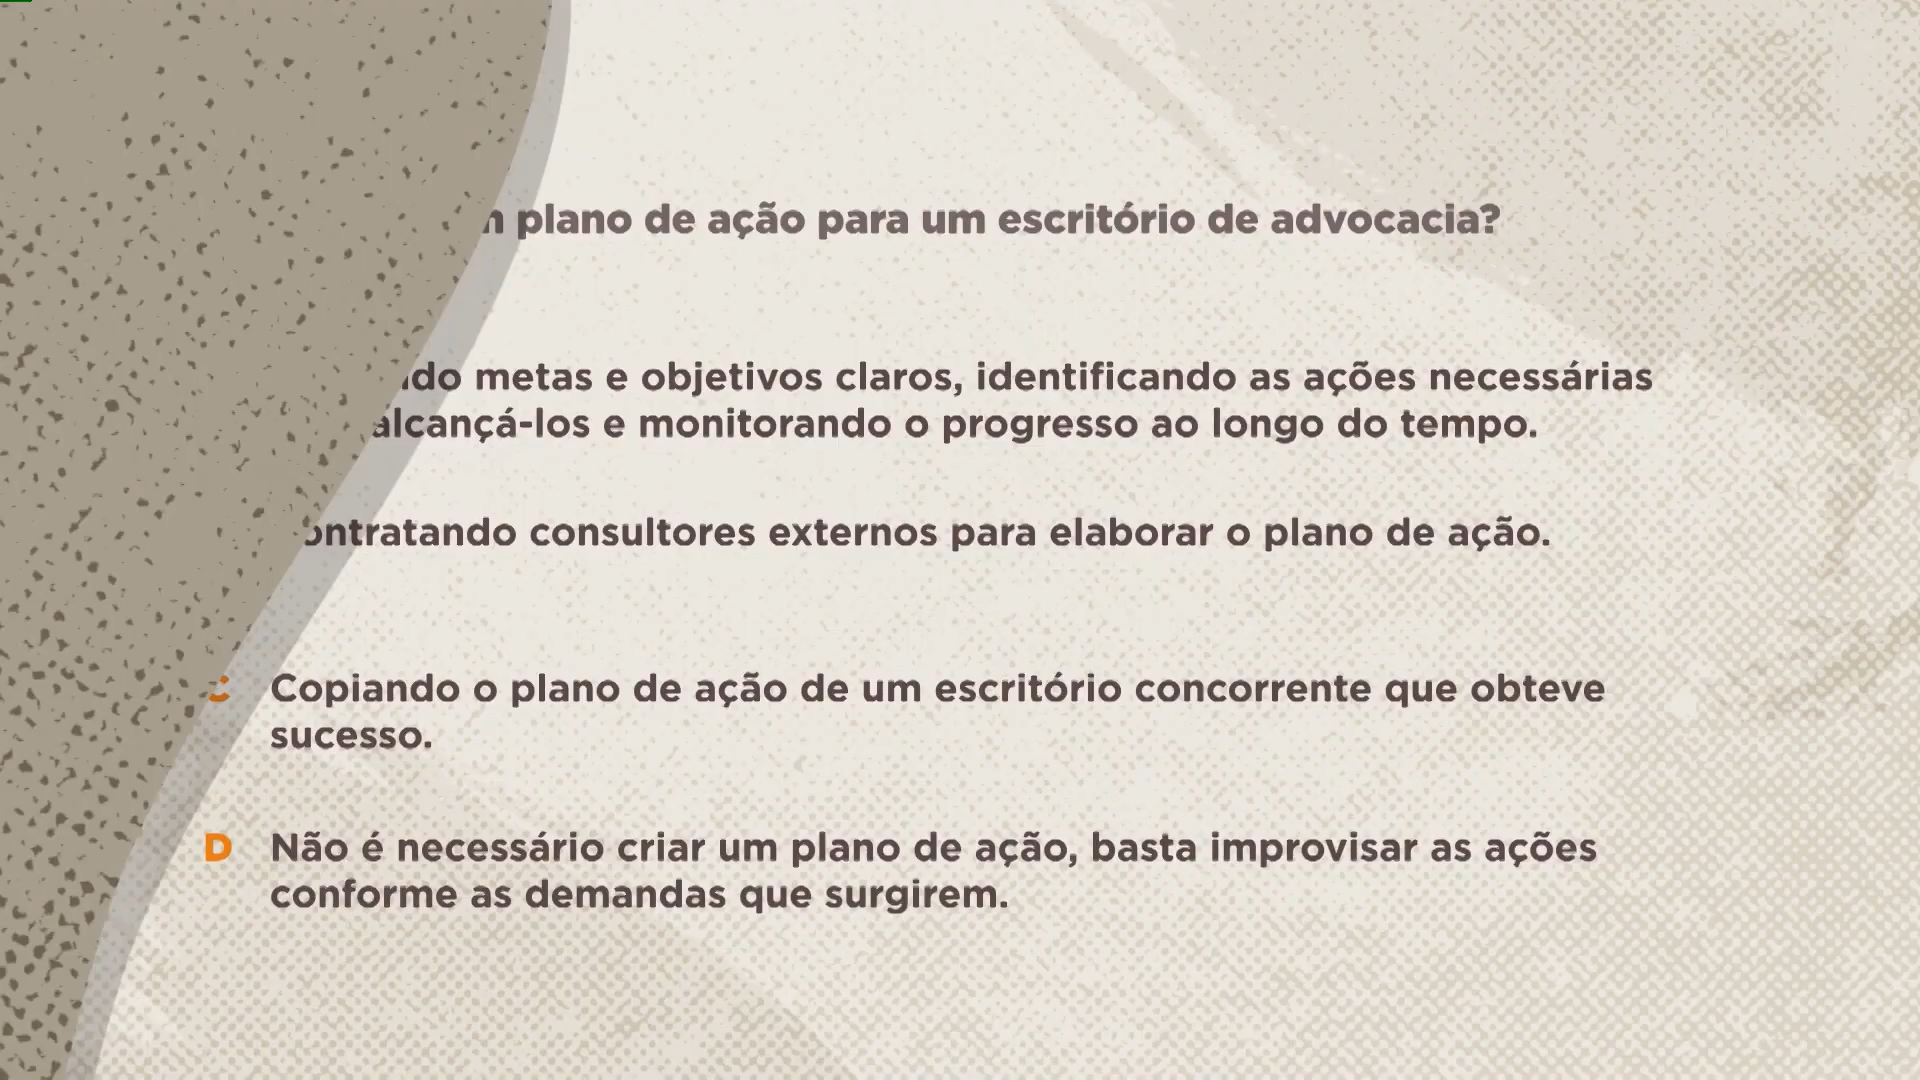 plano de ação para um escritório de advocacia?
metas e objetivos claros, identificando as ações necessárias
alcançá-los e monitorando o progresso ao longo do tempo.
consultores externos para elaborar o plano de ação.
C Copiando o plano de ação de um escritório concorrente que obteve
sucesso.
D Não é necessário criar um plano de ação, basta improvisar as ações
conforme as demandas que surgirem.